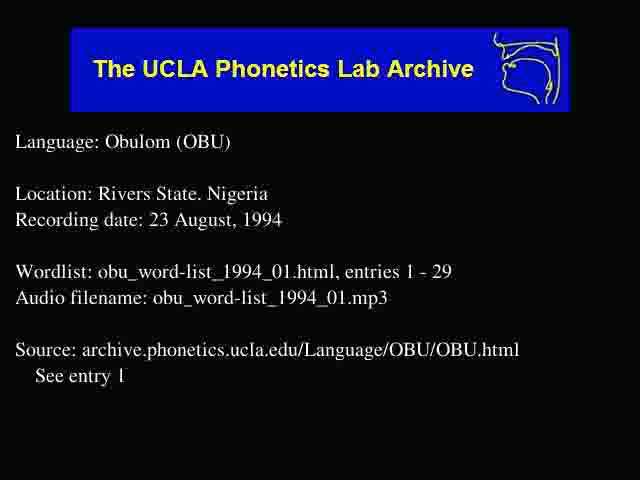 The UCLA Phonetics Lab Archive
Language: Obulom (OBU)
Location: Rivers State. Nigeria
Recording date: 23 August, 1994
Wordlist: obu_word-list_1994_01.html, entries 1 - 29
Audio filename: obu_word-list_1994_01.mp3
Source: archive.phonetics.ucla.edu/Language/OBU/OBU.html
See entry 1